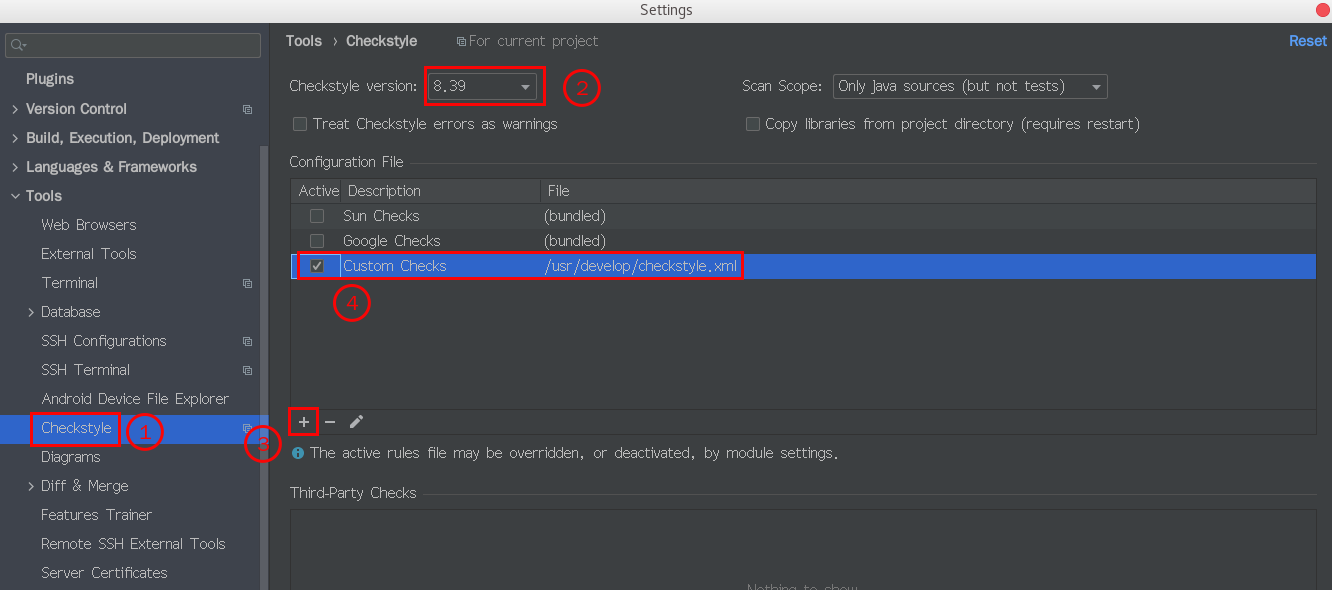 Settings
Plugins
Version Control
Build, Execution, Deployment
Languages & Frameworks
Tools
Web Browsers
External Tools
Terminal
Database
SSH Configurations
SSH Terminal
Android Device File Explorer
Checkstyle 1
Diagrams
Diff & Merge
Features Trainer
Remote SSH External Tools
Server Certificates
Tools › Checkstyle For current project Reset
Checkstyle version: 8.39 2 Scan Scope: Only Java sources (but not tests)
Treat Checkstyle errors as warnings Copy libraries from project directory (requires restart)
Configuration File
Active Description File
Sun Checks (bundled)
Google Checks (bundled)
Custom Checks /usr/develop/checkstyle.xml
4
3 + −
The active rules file may be overridden, or deactivated, by module settings.
Third-Party Checks
Nothing to show